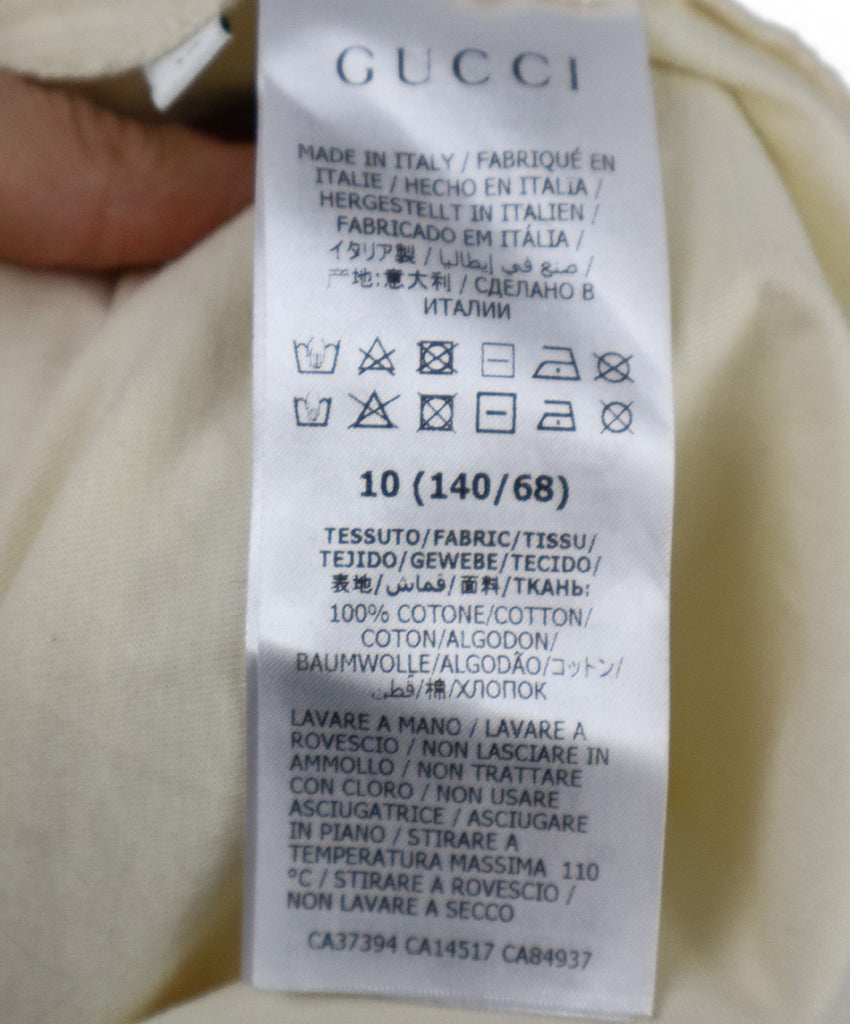 GUCCI
MADE IN ITALY / FABRIQUÉ EN
ITALIE / HECHO EN ITALIA /
HERGESTELLT IN ITALIEN /
FABRICADO EM ITÁLIA /
イタリア製 / صنع في إيطاليا /
产地:意大利 / СДЕЛАНО В
ИТАЛИИ
10 (140/68)
TESSUTO/FABRIC/TISSU/
TEJIDO/GEWEBE/TECIDO/
表地/قماش/面料/ТКАНЬ:
100% COTONE/COTTON/
COTON/ALGODON/
BAUMWOLLE/ALGODÃO/コットン/
قطن/棉/ХЛОПОК
LAVARE A MANO / LAVARE A
ROVESCIO / NON LASCIARE IN
AMMOLLO / NON TRATTARE
CON CLORO / NON USARE
ASCIUGATRICE / ASCIUGARE
IN PIANO / STIRARE A
TEMPERATURA MASSIMA 110
°C / STIRARE A ROVESCIO /
NON LAVARE A SECCO
CA37394 CA14517 CA84937